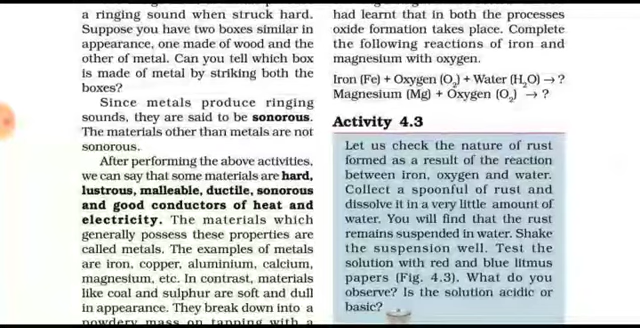 a ringing sound when struck hard.
Suppose you have two boxes similar in
appearance, one made of wood and the
other of metal. Can you tell which box
is made of metal by striking both the
boxes?
Since metals produce ringing
sounds, they are said to be sonorous.
The materials other than metals are not
sonorous.
After performing the above activities,
we can say that some materials are hard,
lustrous, malleable, ductile, sonorous
and good conductors of heat and
electricity. The materials which
generally possess these properties are
called metals. The examples of metals
are iron, copper, aluminium, calcium,
magnesium, etc. In contrast, materials
like coal and sulphur are soft and dull
in appearance. They break down into a
powdery mass on tapping with a
had learnt that in both the processes
oxide formation takes place. Complete
the following reactions of iron and
magnesium with oxygen.
Iron (Fe) + Oxygen (O₂) + Water (H₂O) → ?
Magnesium (Mg) + Oxygen (O₂) → ?
Activity 4.3
Let us check the nature of rust
formed as a result of the reaction
between iron, oxygen and water.
Collect a spoonful of rust and
dissolve it in a very little amount of
water. You will find that the rust
remains suspended in water. Shake
the suspension well. Test the
solution with red and blue litmus
papers (Fig. 4.3). What do you
observe? Is the solution acidic or
basic?